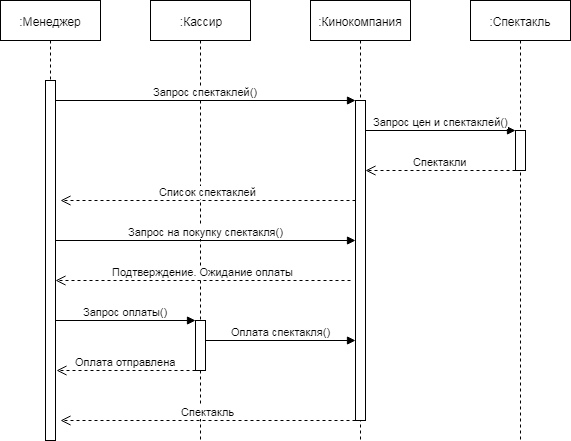 :Менеджер
:Кассир
:Кинокомпания
:Спектакль
Запрос спектаклей()
Запрос цен и спектаклей()
Спектакли
Список спектаклей
Запрос на покупку спектакля()
Подтверждение. Ожидание оплаты
Запрос оплаты()
Оплата спектакля()
Оплата отправлена
Спектакль